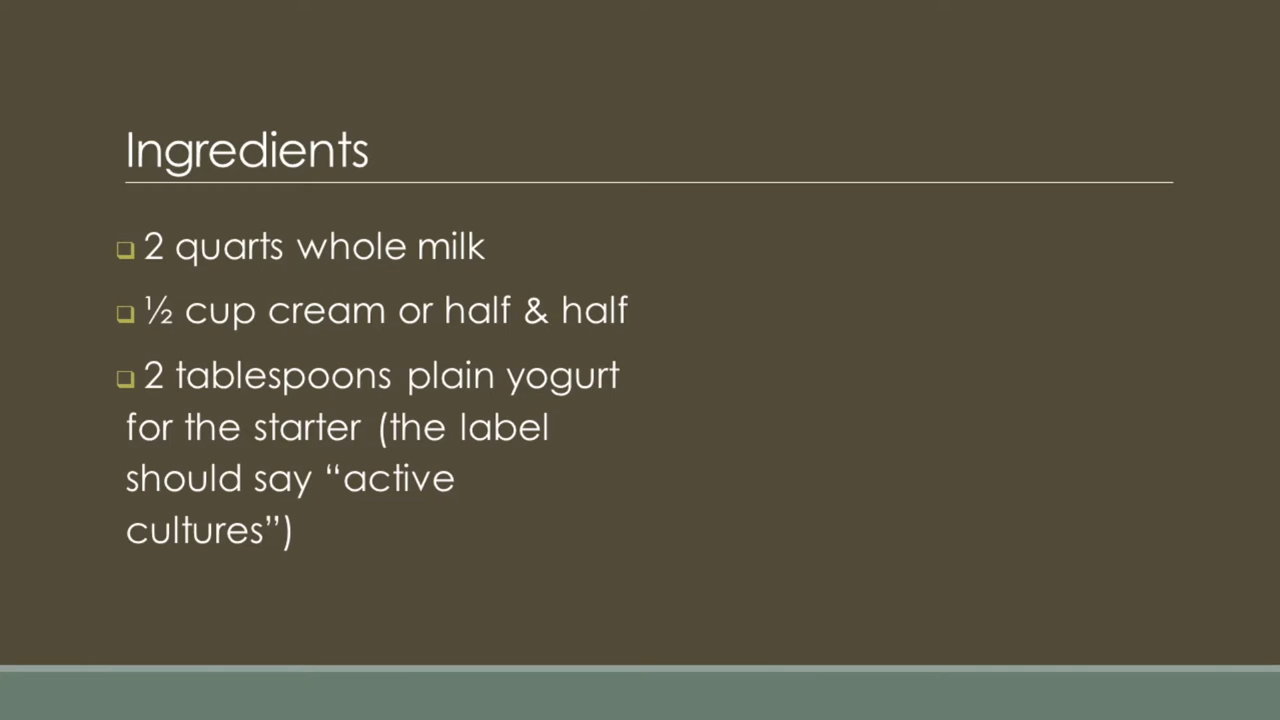 Ingredients
2 quarts whole milk
½ cup cream or half & half
2 tablespoons plain yogurt
for the starter (the label
should say “active
cultures”)